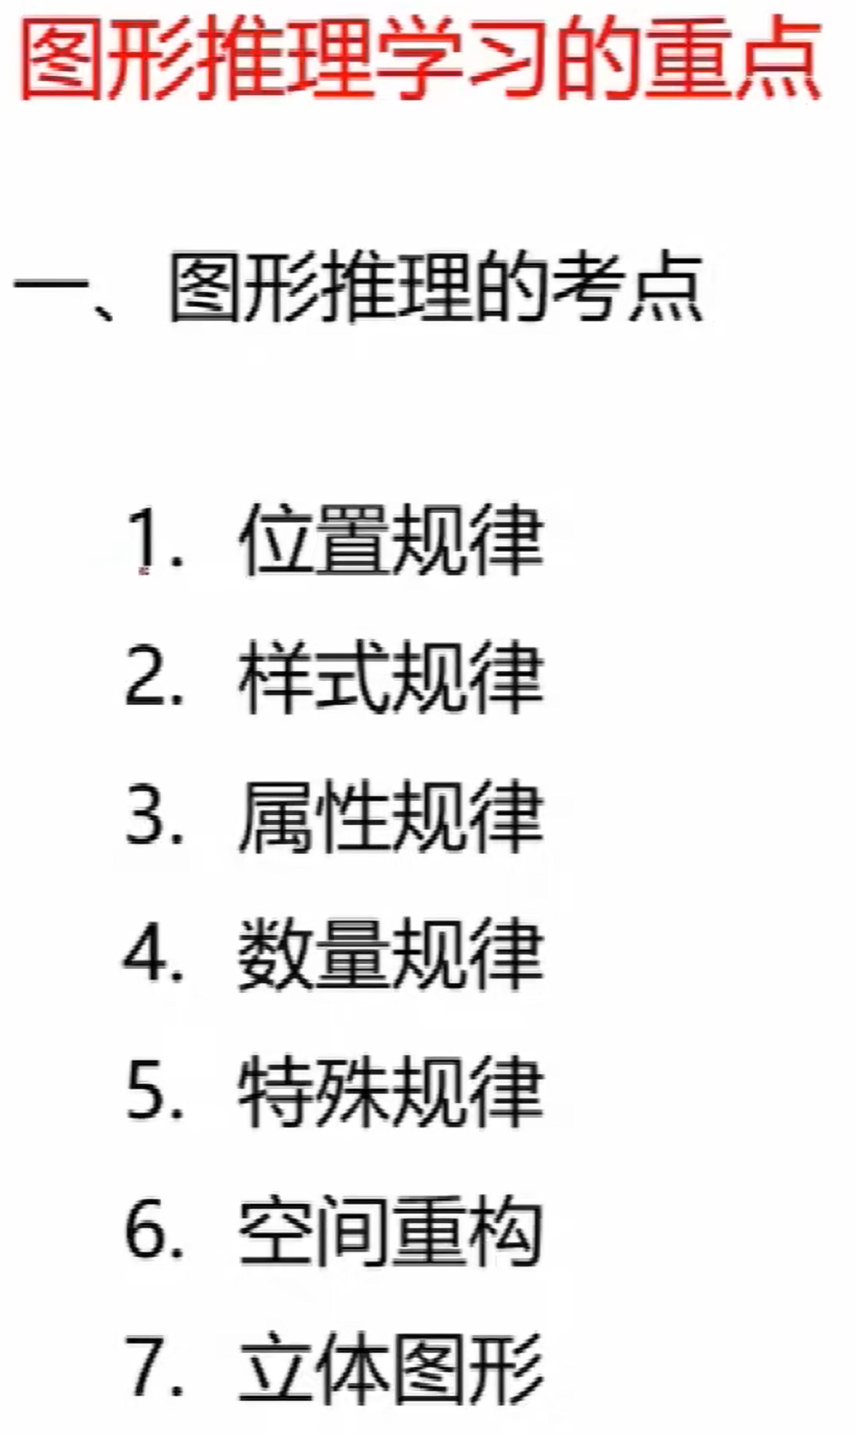 图形推理学习的重点
一、图形推理的考点
1. 位置规律
2. 样式规律
3. 属性规律
4. 数量规律
5. 特殊规律
6. 空间重构
7. 立体图形